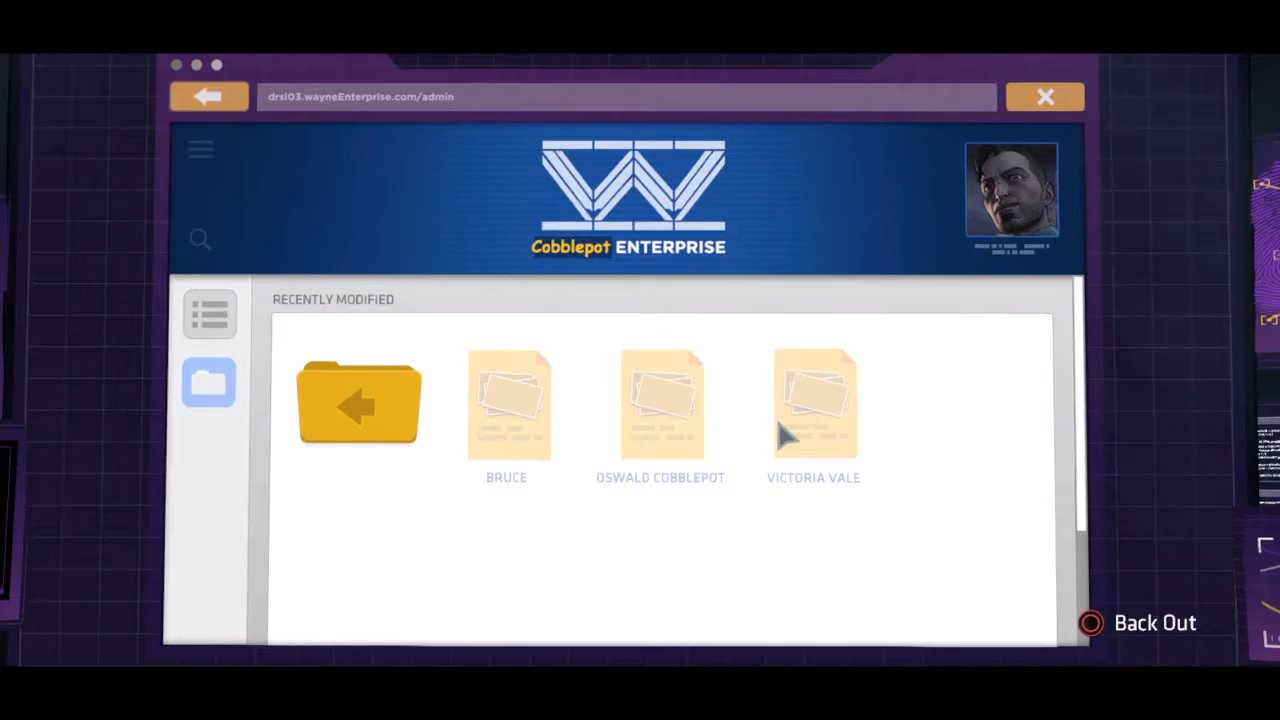 drsl03.wayneEnterprise.com/admin
Cobblepot ENTERPRISE
RECENTLY MODIFIED
BRUCE
OSWALD COBBLEPOT
VICTORIA VALE
Back Out